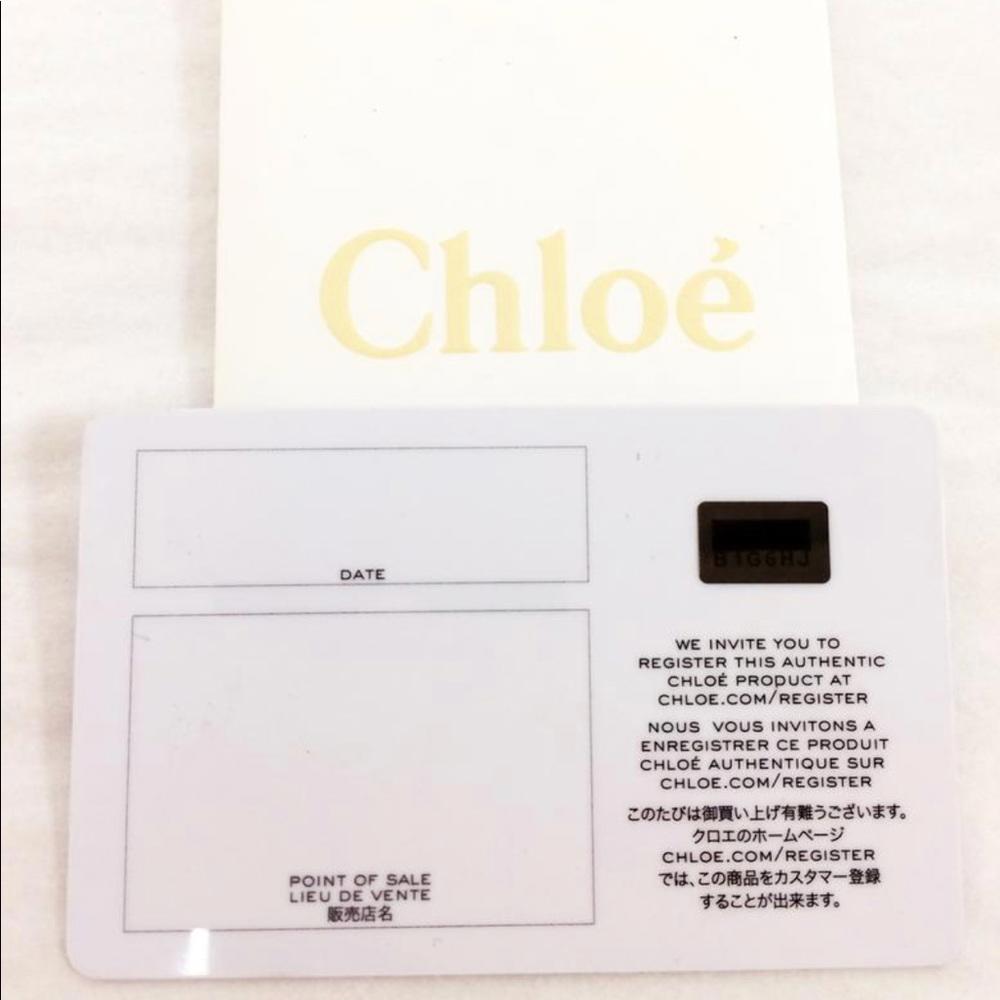 Chloé
DATE
B1G6HJ
WE INVITE YOU TO
REGISTER THIS AUTHENTIC
CHLOÉ PRODUCT AT
CHLOE.COM/REGISTER
NOUS VOUS INVITONS A
ENREGISTRER CE PRODUIT
CHLOÉ AUTHENTIQUE SUR
CHLOE.COM/REGISTER
このたびは御買い上げ有難うございます。
クロエのホームページ
CHLOE.COM/REGISTER
では、この商品をカスタマー登録
することが出来ます。
POINT OF SALE
LIEU DE VENTE
販売店名